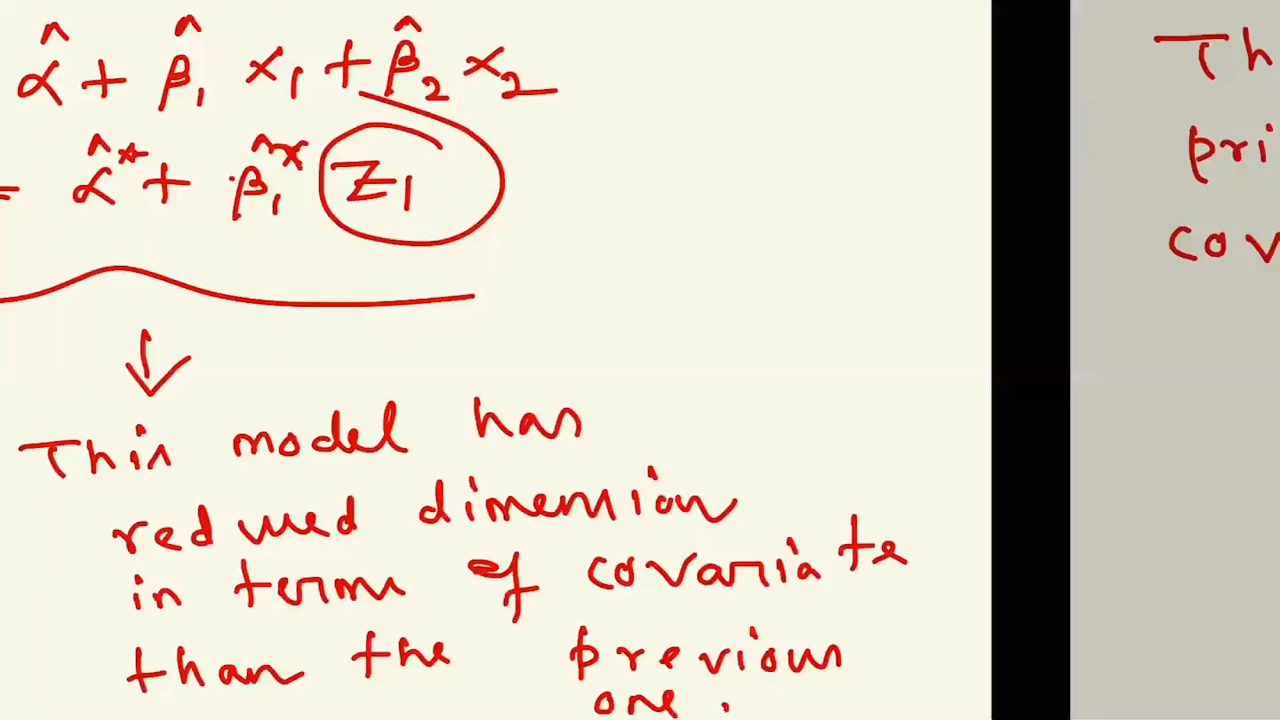 α̂ + β̂₁ x₁ + β̂₂ x₂
= α̂* + β̂₁* Z₁
This model has
reduced dimension
in terms of covariate
than the previous
one.
Th
pri
cov